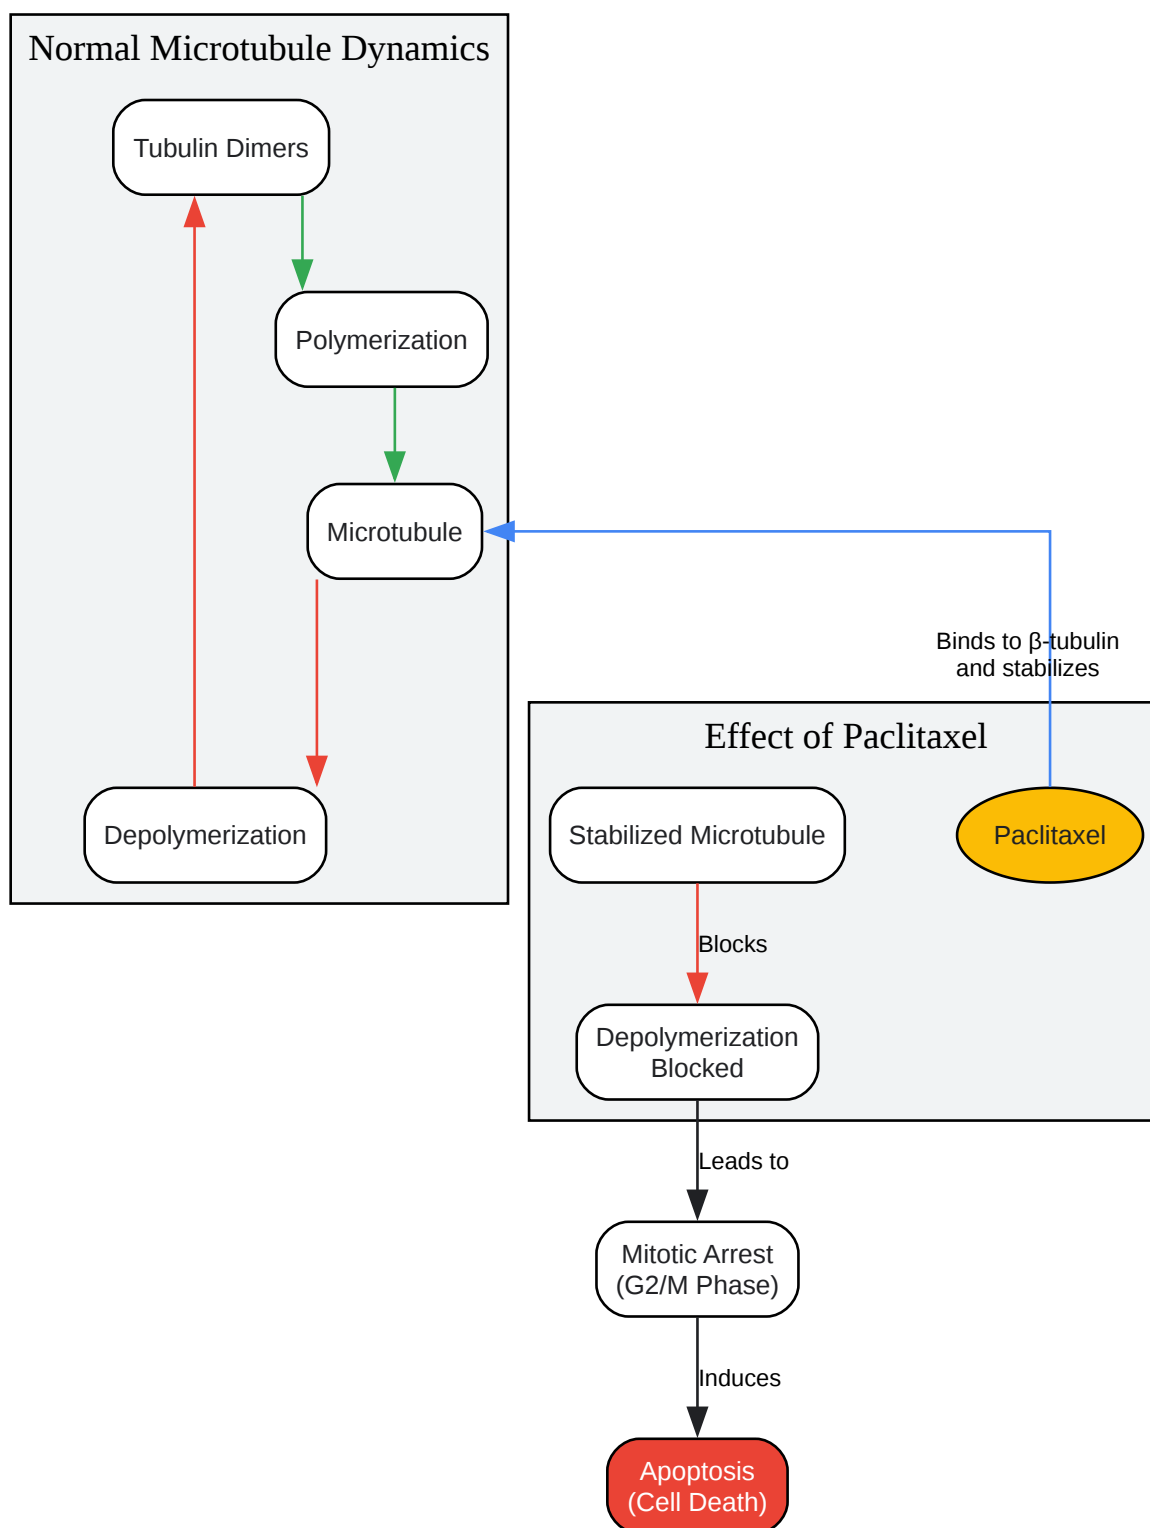 Normal Microtubule Dynamics
Tubulin Dimers
Polymerization
Microtubule
Binds to β-tubulin
and stabilizes
Effect of Paclitaxel
Depolymerization
Stabilized Microtubule
Paclitaxel
Blocks
Depolymerization
Blocked
Leads to
Mitotic Arrest
(G2/M Phase)
Induces
Apoptosis
(Cell Death)